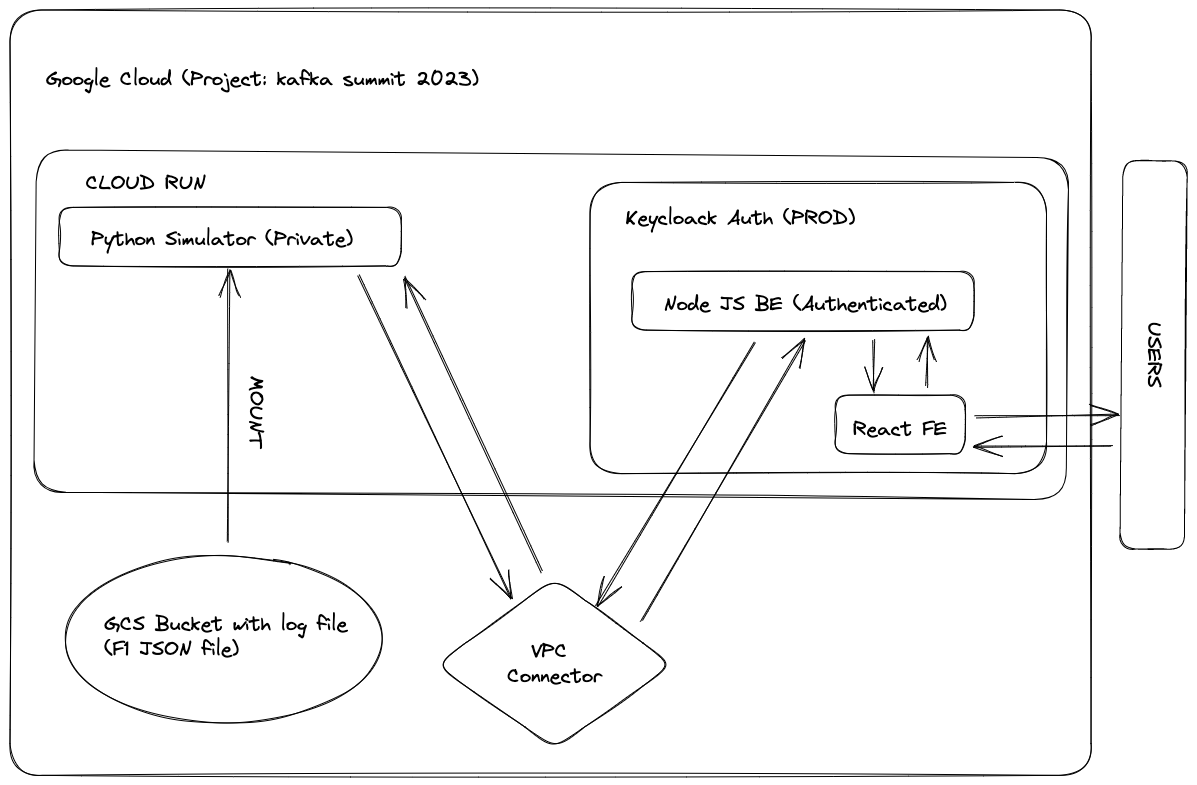 Google Cloud (Project: kafka summit 2023)
CLOUD RUN
Python Simulator (Private)
Keycloack Auth (PROD)
Node JS BE (Authenticated)
React FE
USERS
MOUNT
GCS Bucket with log file
(F1 JSON file)
VPC
Connector